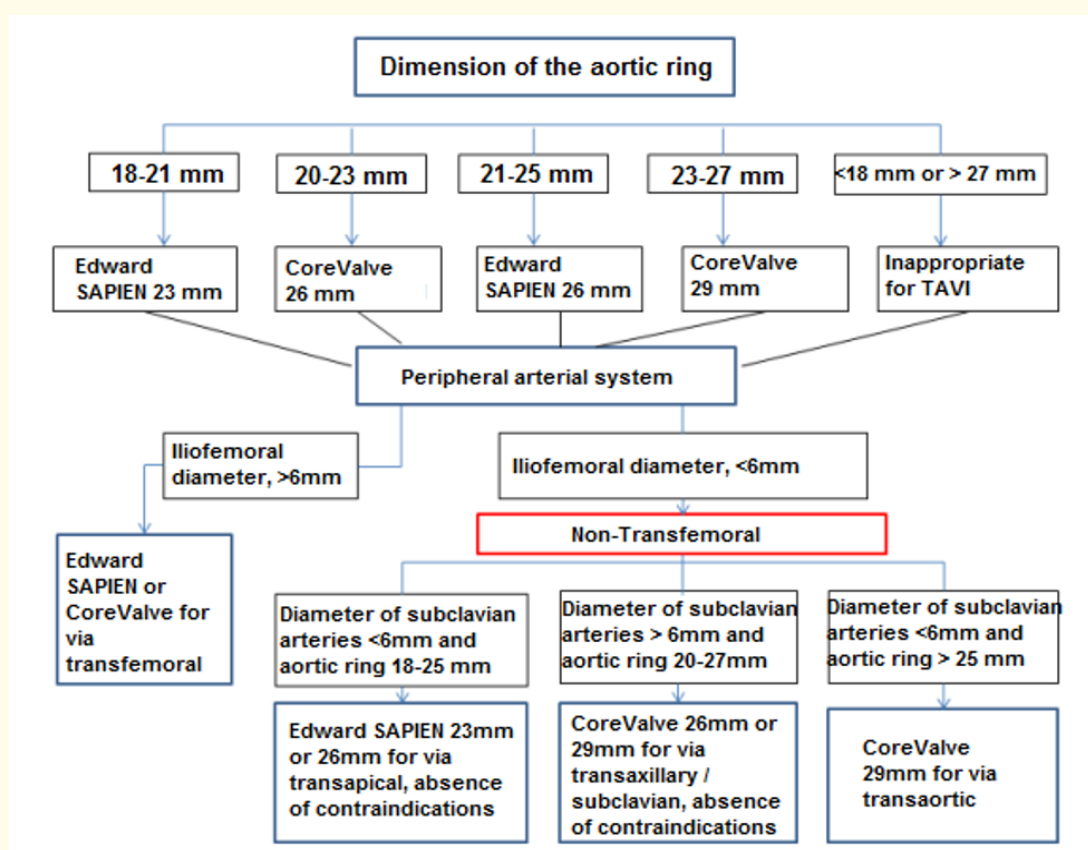 Dimension of the aortic ring
18-21 mm
20-23 mm
21-25 mm
23-27 mm
<18 mm or > 27 mm
Edward
SAPIEN 23 mm
CoreValve
26 mm
Edward
SAPIEN 26 mm
CoreValve
29 mm
Inappropriate
for TAVI
Peripheral arterial system
Iliofemoral
diameter, >6mm
Iliofemoral diameter, <6mm
Non-Transfemoral
Edward
SAPIEN or
CoreValve for
via
transfemoral
Diameter of subclavian
arteries <6mm and
aortic ring 18-25 mm
Diameter of subclavian
arteries > 6mm and
aortic ring 20-27mm
Diameter of subclavian
arteries <6mm and
aortic ring > 25 mm
Edward SAPIEN 23mm
or 26mm for via
transapical, absence
of contraindications
CoreValve 26mm or
29mm for via
transaxillary /
subclavian, absence
of contraindications
CoreValve
29mm for via
transaortic